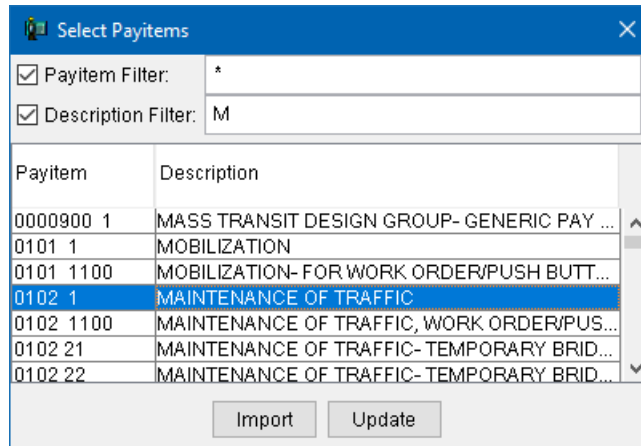 Select Payitems
Payitem Filter: *
Description Filter: M
Payitem Description
0000900 1 MASS TRANSIT DESIGN GROUP- GENERIC PAY ...
0101 1 MOBILIZATION
0101 1100 MOBILIZATION- FOR WORK ORDER/PUSH BUTT...
0102 1 MAINTENANCE OF TRAFFIC
0102 1100 MAINTENANCE OF TRAFFIC, WORK ORDER/PUS...
0102 21 MAINTENANCE OF TRAFFIC- TEMPORARY BRID...
0102 22 MAINTENANCE OF TRAFFIC- TEMPORARY BRID...
Import Update